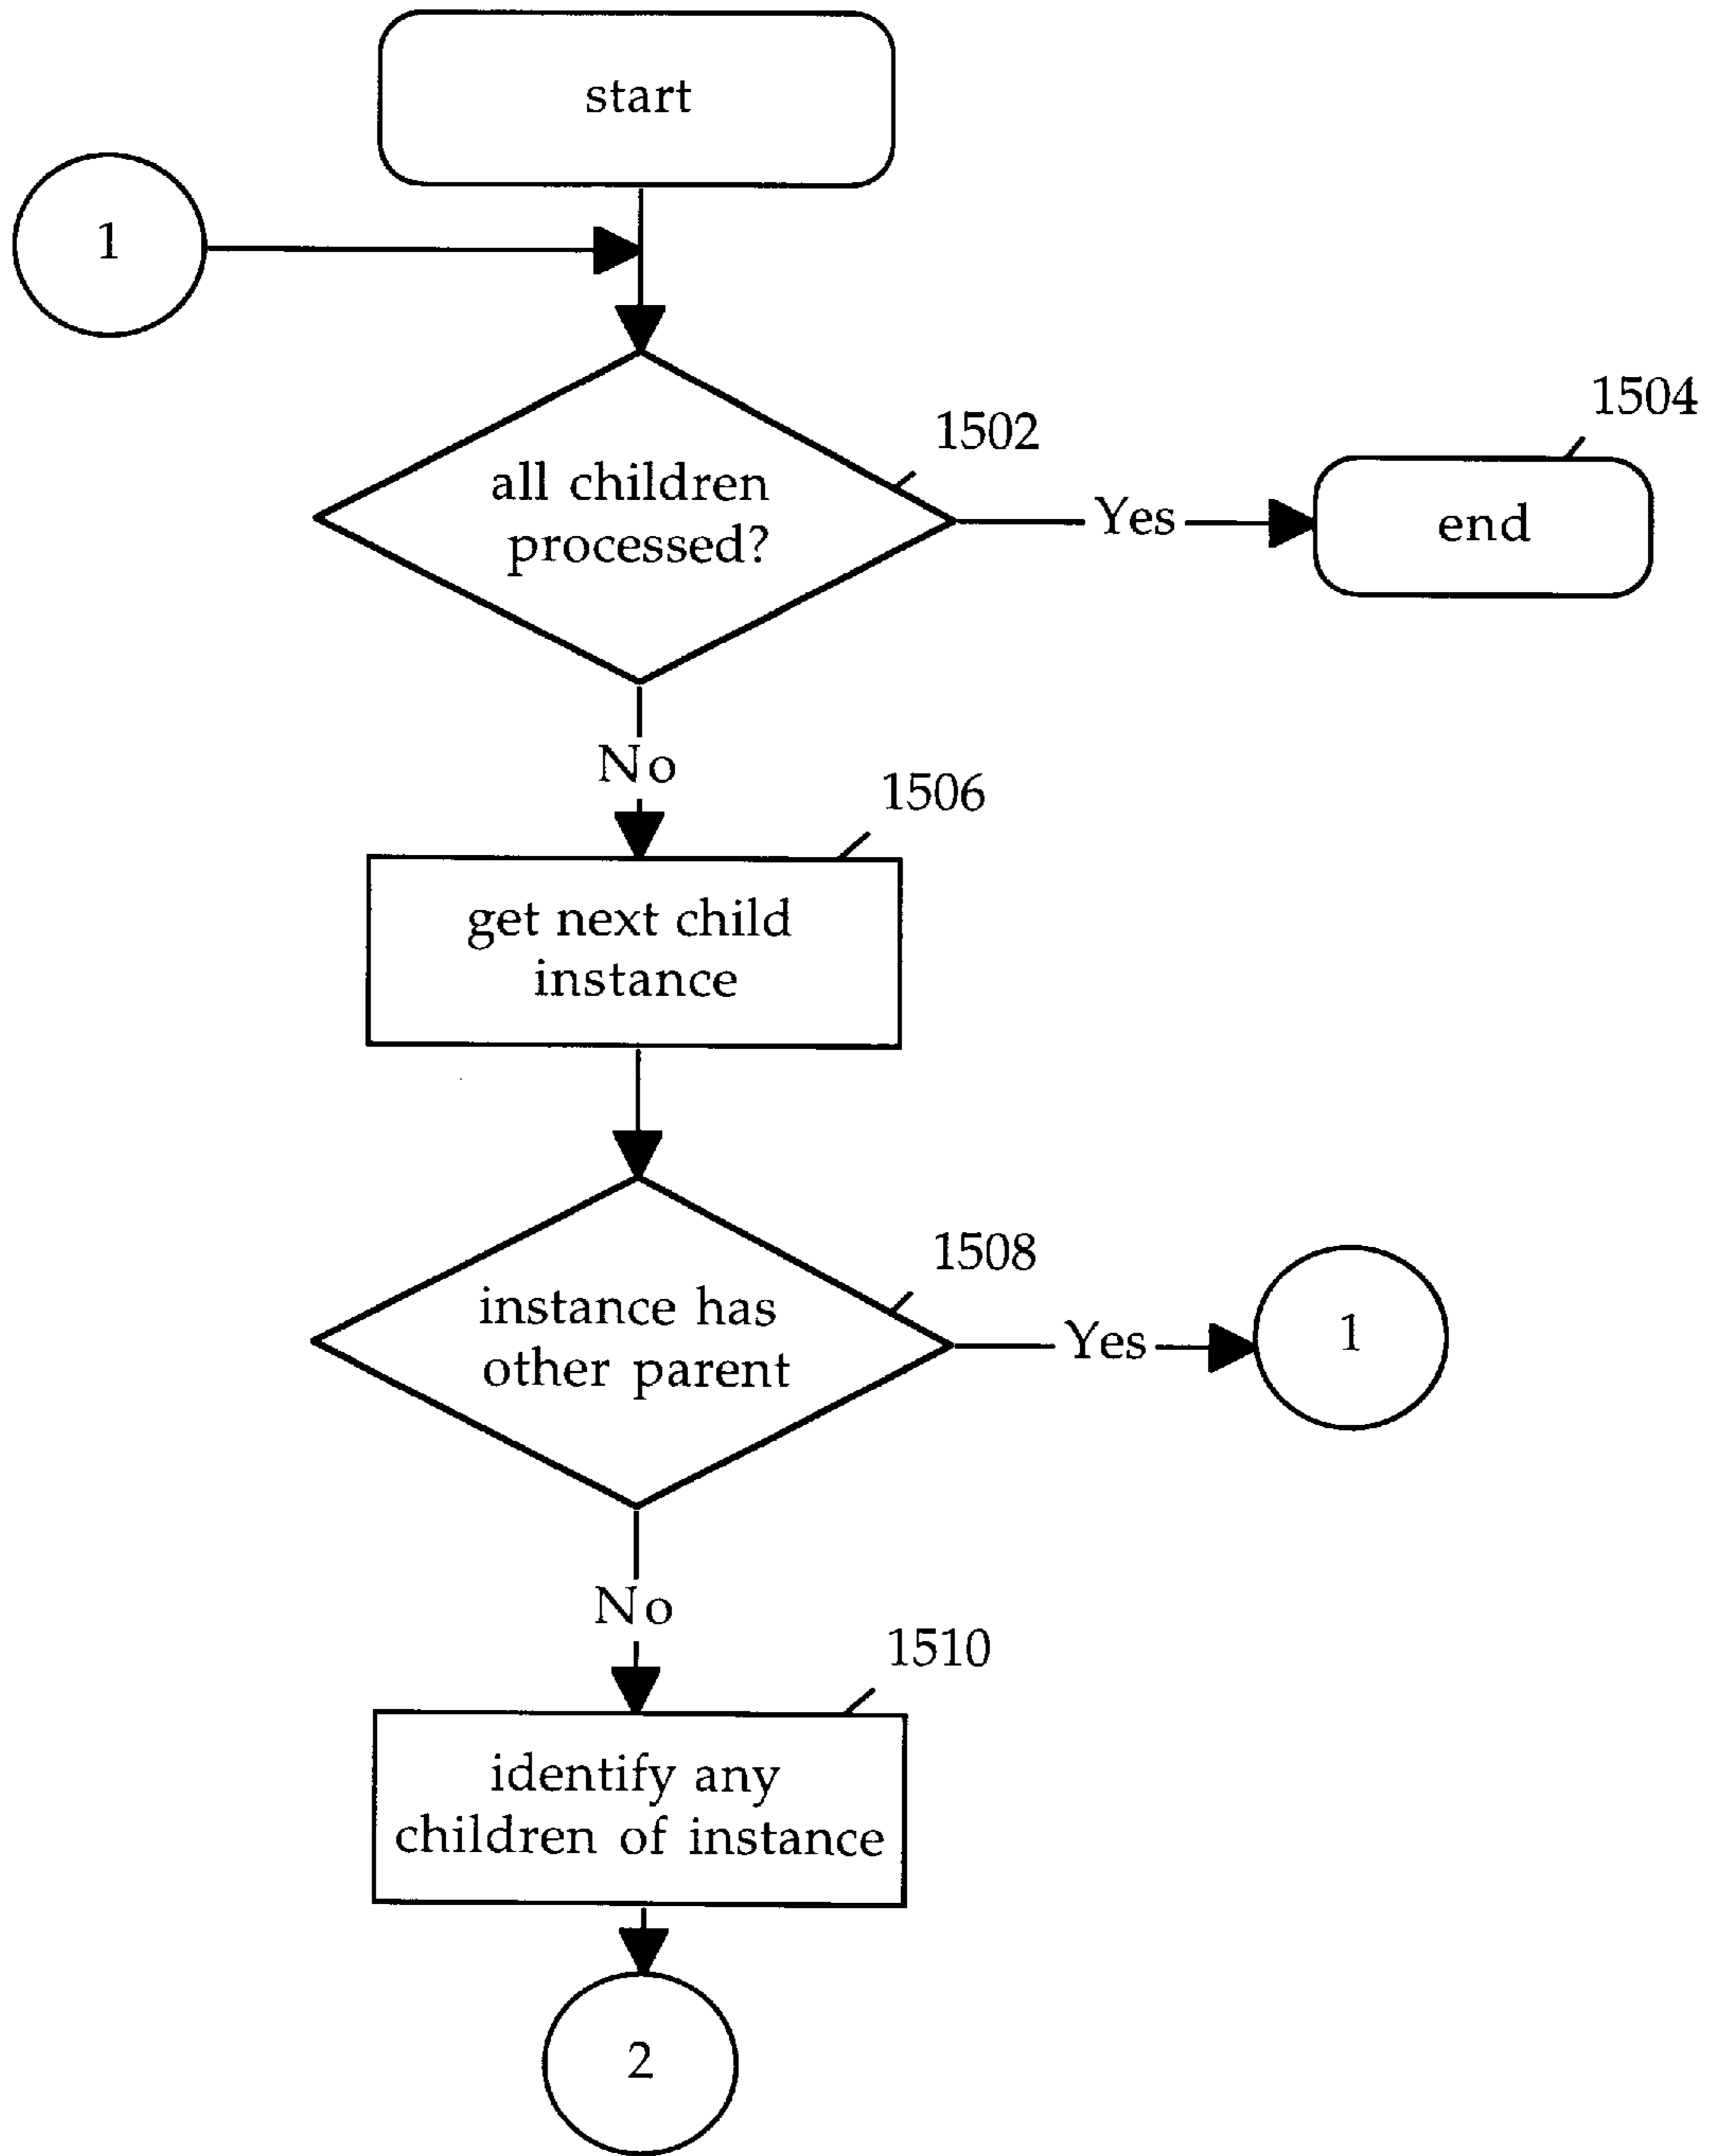 start
1
1502
1504
all children
processed?
Yes
end
No
1506
get next child
instance
1508
instance has
other parent
Yes
1
No
1510
identify any
children of instance
2